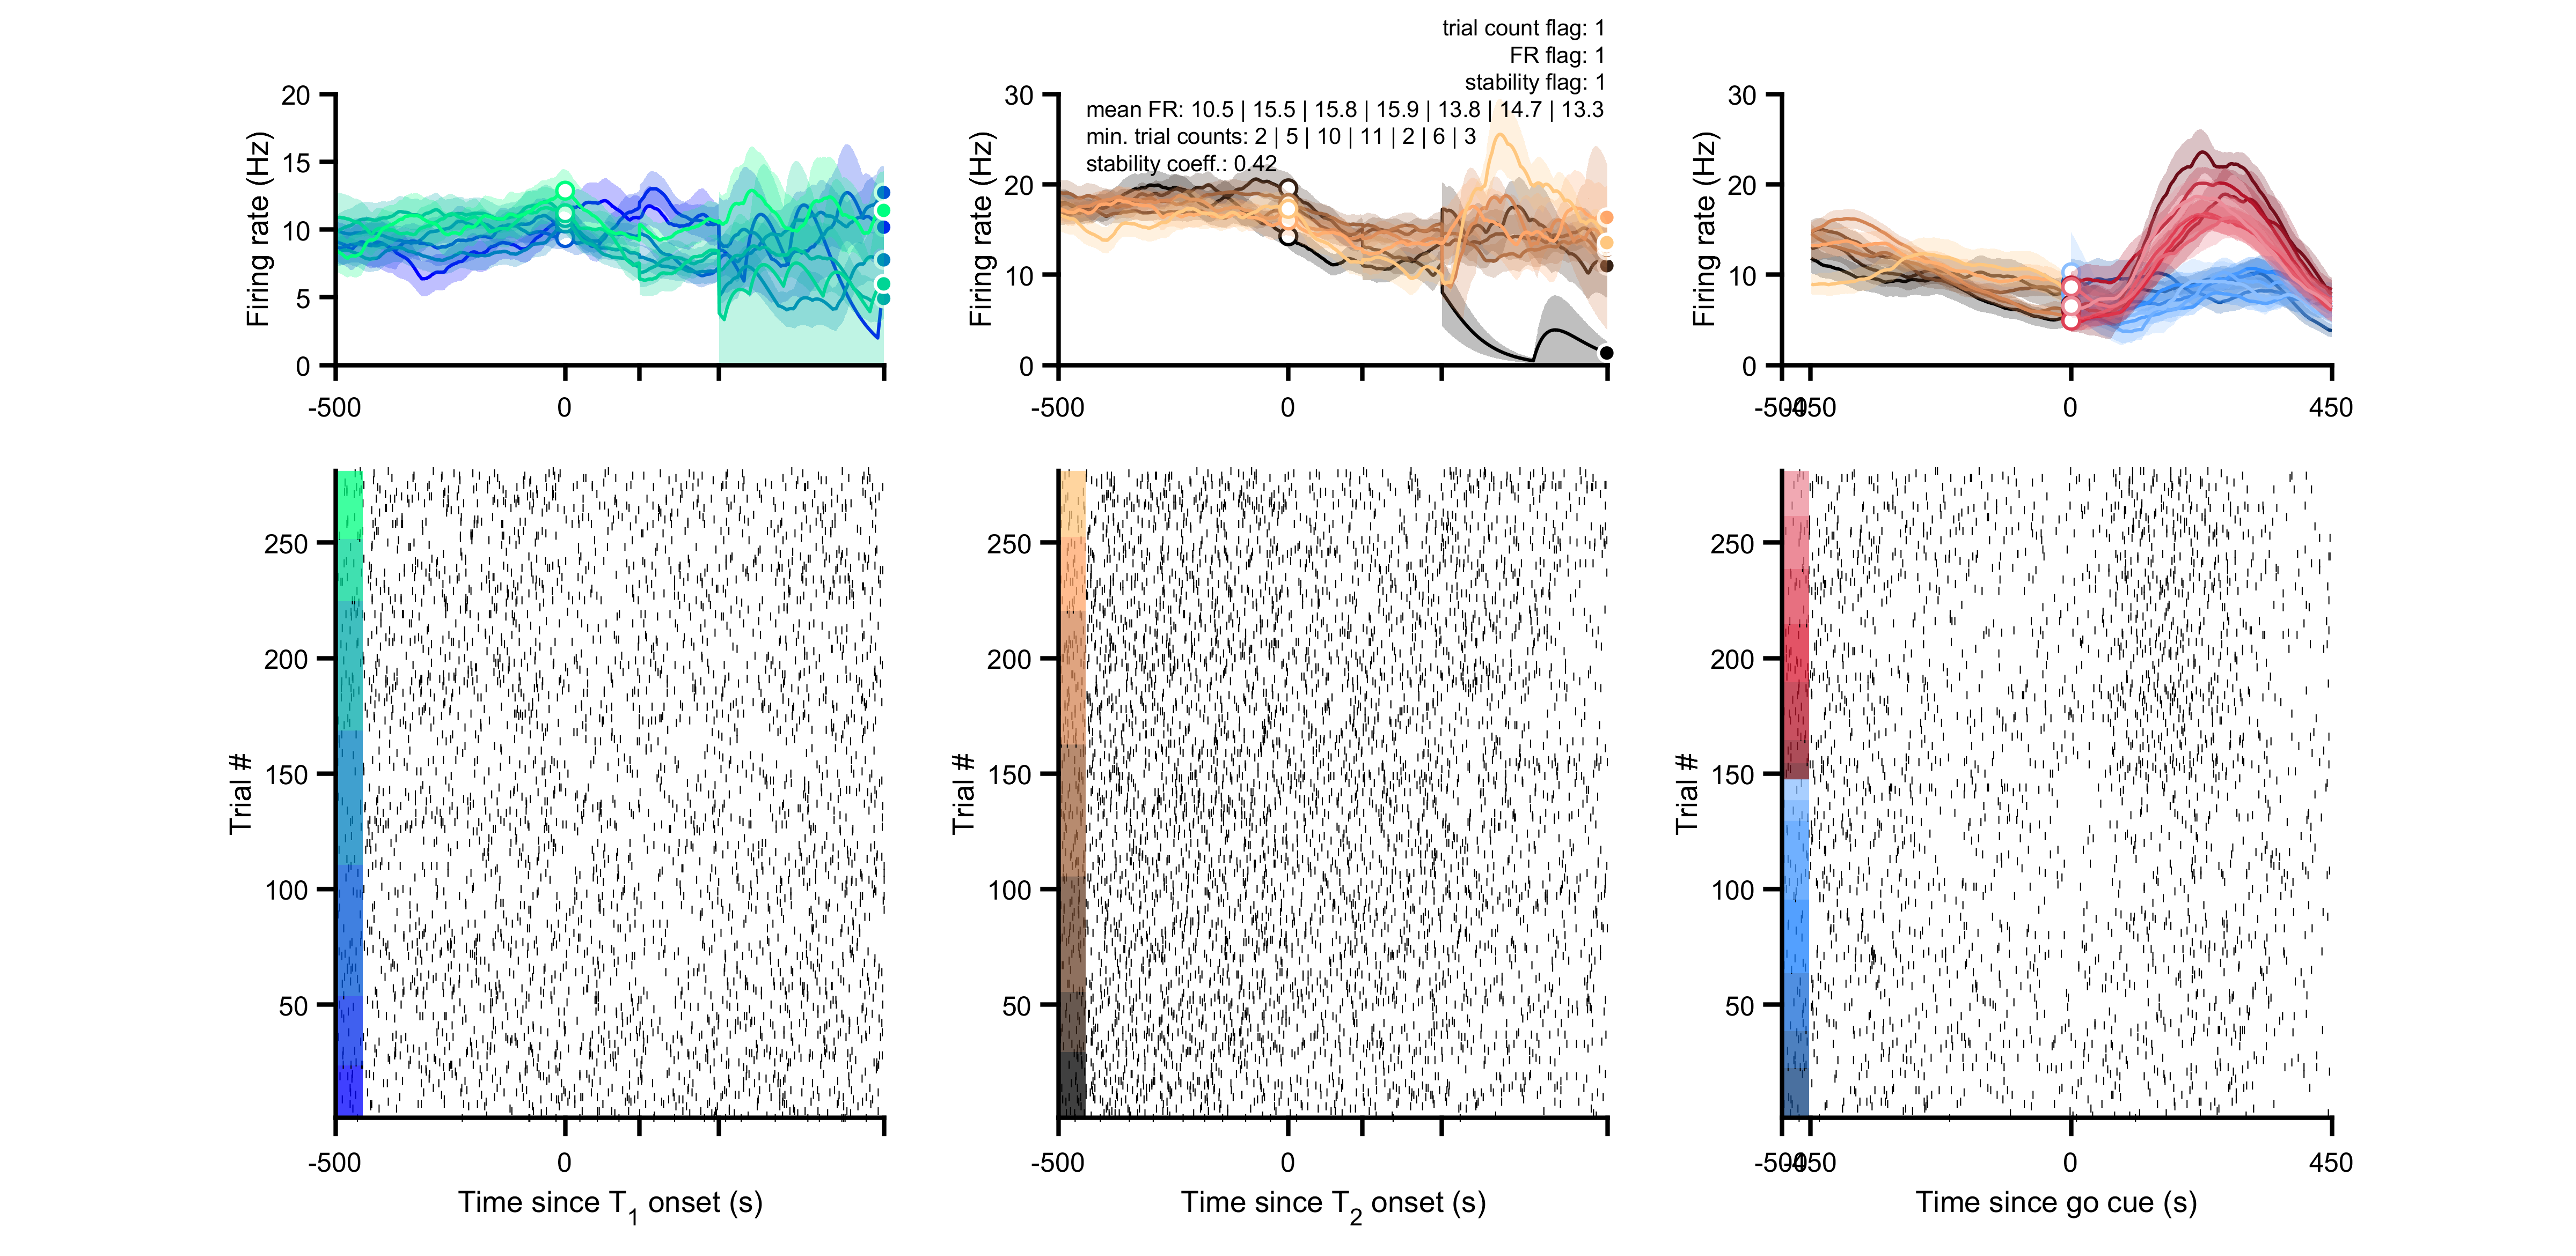 trial count flag: 1
FR flag: 1
stability flag: 1
mean FR: 10.5 | 15.5 | 15.8 | 15.9 | 13.8 | 14.7 | 13.3
min. trial counts: 2 | 5 | 10 | 11 | 2 | 6 | 3
stability coeff.: 0.42
Firing rate (Hz)
20
15
10
5
0
-500
0
Firing rate (Hz)
30
20
10
0
-500
0
Firing rate (Hz)
30
20
10
0
-500
-450
0
450
Trial #
250
200
150
100
50
-500
0
Time since T1 onset (s)
Trial #
250
200
150
100
50
-500
0
Time since T2 onset (s)
Trial #
250
200
150
100
50
-500
-450
0
450
Time since go cue (s)